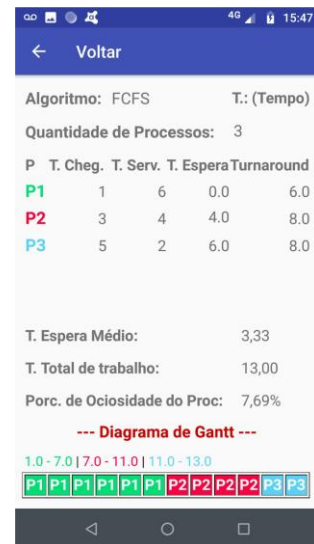 4G 15:47
Voltar
Algoritmo: FCFS T.: (Tempo)
Quantidade de Processos: 3
P T. Cheg. T. Serv. T. Espera Turnaround
P1 1 6 0.0 6.0
P2 3 4 4.0 8.0
P3 5 2 6.0 8.0
T. Espera Médio: 3,33
T. Total de trabalho: 13,00
Porc. de Ociosidade do Proc: 7,69%
--- Diagrama de Gantt ---
1.0 - 7.0 | 7.0 - 11.0 | 11.0 - 13.0
P1 P1 P1 P1 P1 P1 P2 P2 P2 P2 P3 P3